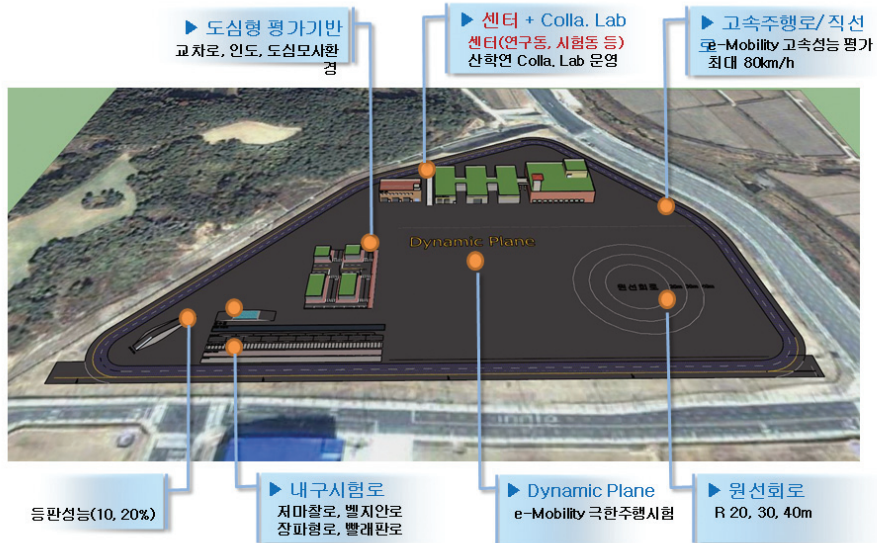 ▶ 도심형 평가기반
교차로, 인도, 도심모사환
경
▶ 센터 + Colla. Lab
센터(연구동, 시험동 등)
산학연 Colla. Lab 운영
▶ 고속주행로/직선
로
e-Mobility 고속성능 평가
최대 80km/h
Dynamic Plane
원선회로
등판성능(10, 20%)
▶ 내구시험로
저마찰로, 벨지안로
장파형로, 빨래판로
▶ Dynamic Plane
e-Mobility 극한주행시험
▶ 원선회로
R 20, 30, 40m